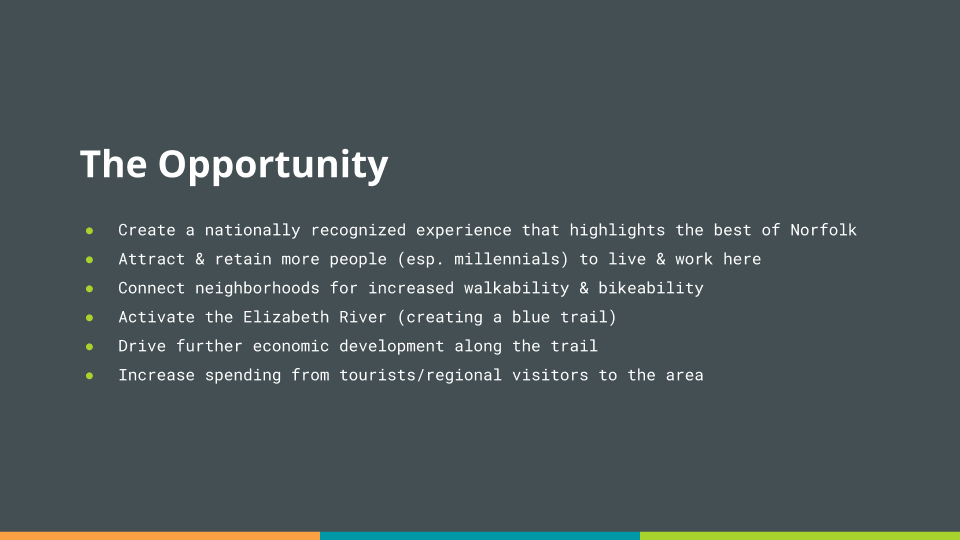 The Opportunity
● Create a nationally recognized experience that highlights the best of Norfolk
● Attract & retain more people (esp. millennials) to live & work here
● Connect neighborhoods for increased walkability & bikeability
● Activate the Elizabeth River (creating a blue trail)
● Drive further economic development along the trail
● Increase spending from tourists/regional visitors to the area